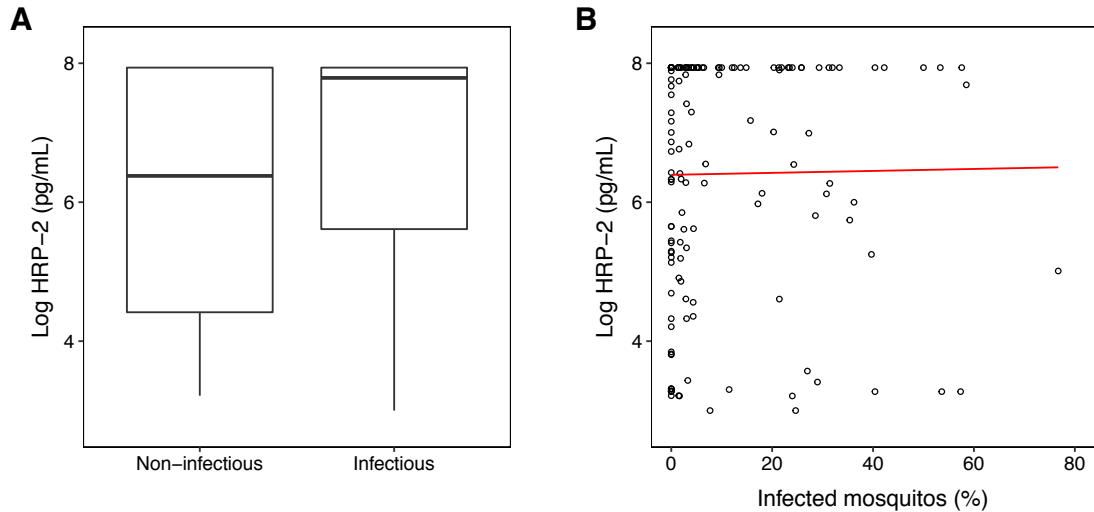 A
Log HRP−2 (pg/mL)
8
6
4
Non−infectious
Infectious
B
Log HRP−2 (pg/mL)
8
6
4
0
20
40
60
80
Infected mosquitos (%)